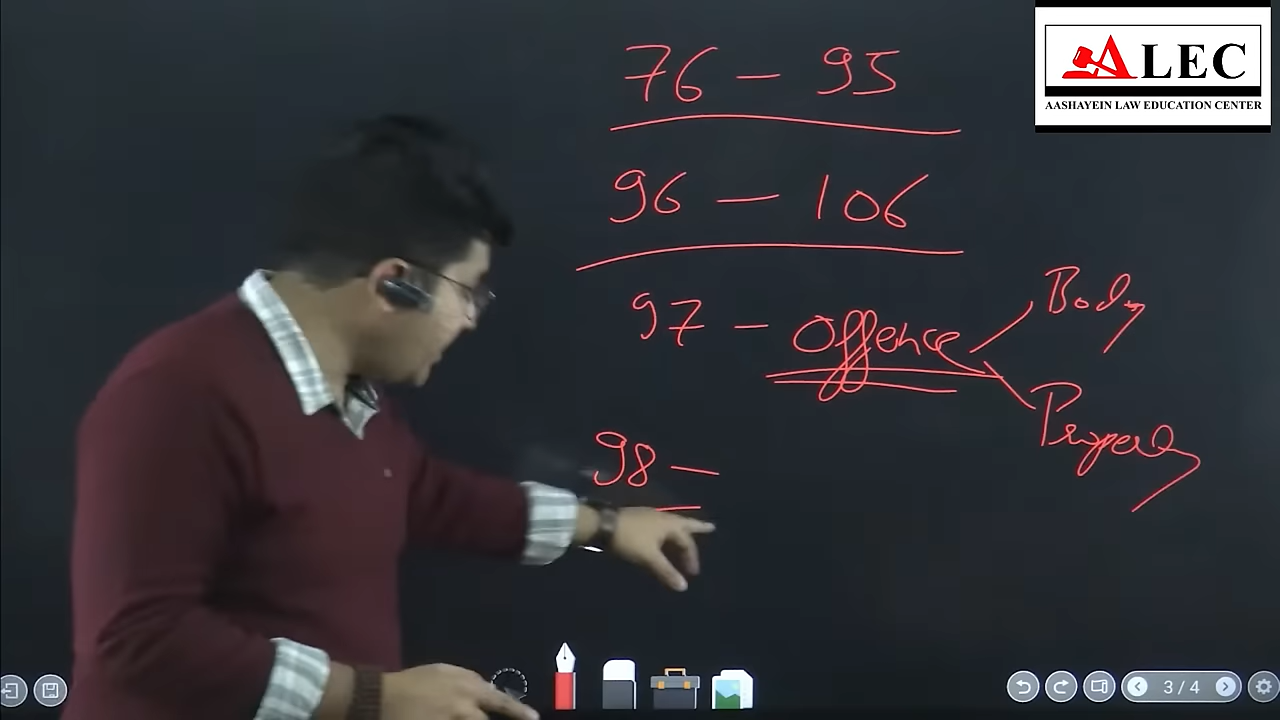 ALEC
AASHAYEIN LAW EDUCATION CENTER
76 – 95
96 – 106
97 – Offence
Body
Property
98 –
3 / 4